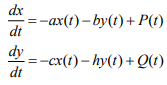 dx/dt = −ax(t) − by(t) + P(t)
dy/dt = −cx(t) − hy(t) + Q(t)